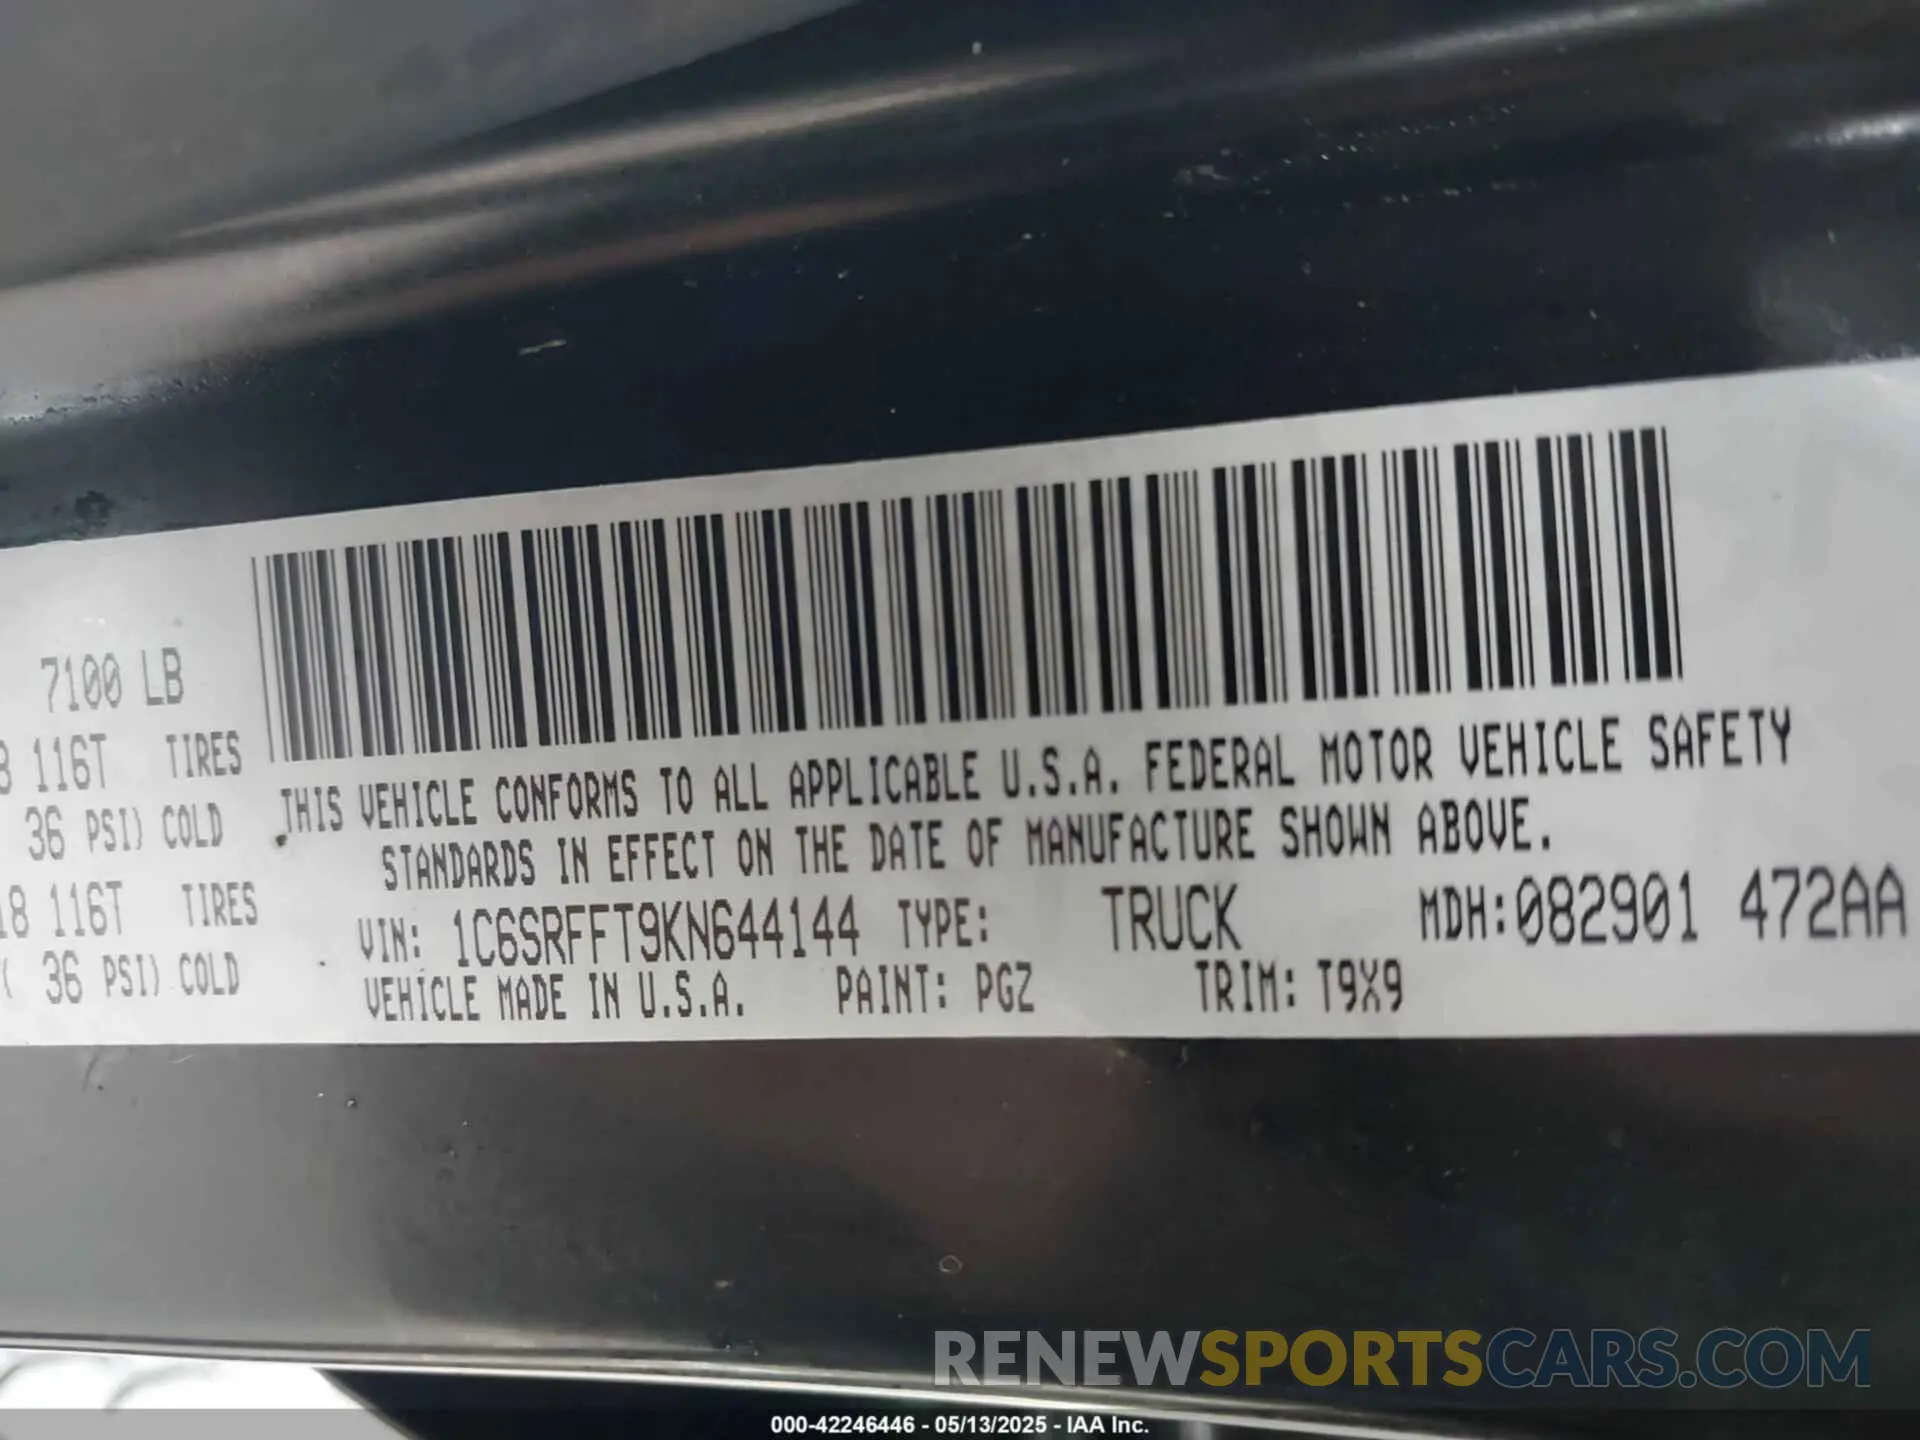 7100 LB
8 116T TIRES
36 PSI) COLD
18 116T TIRES
( 36 PSI) COLD
THIS VEHICLE CONFORMS TO ALL APPLICABLE U.S.A. FEDERAL MOTOR VEHICLE SAFETY
STANDARDS IN EFFECT ON THE DATE OF MANUFACTURE SHOWN ABOVE.
VIN: 1C6SRFFT9KN644144 TYPE: TRUCK MDH:082901 472AA
VEHICLE MADE IN U.S.A. PAINT: PGZ TRIM: T9X9
RENEWSPORTSCARS.COM
000-42246446 - 05/13/2025 - IAA Inc.